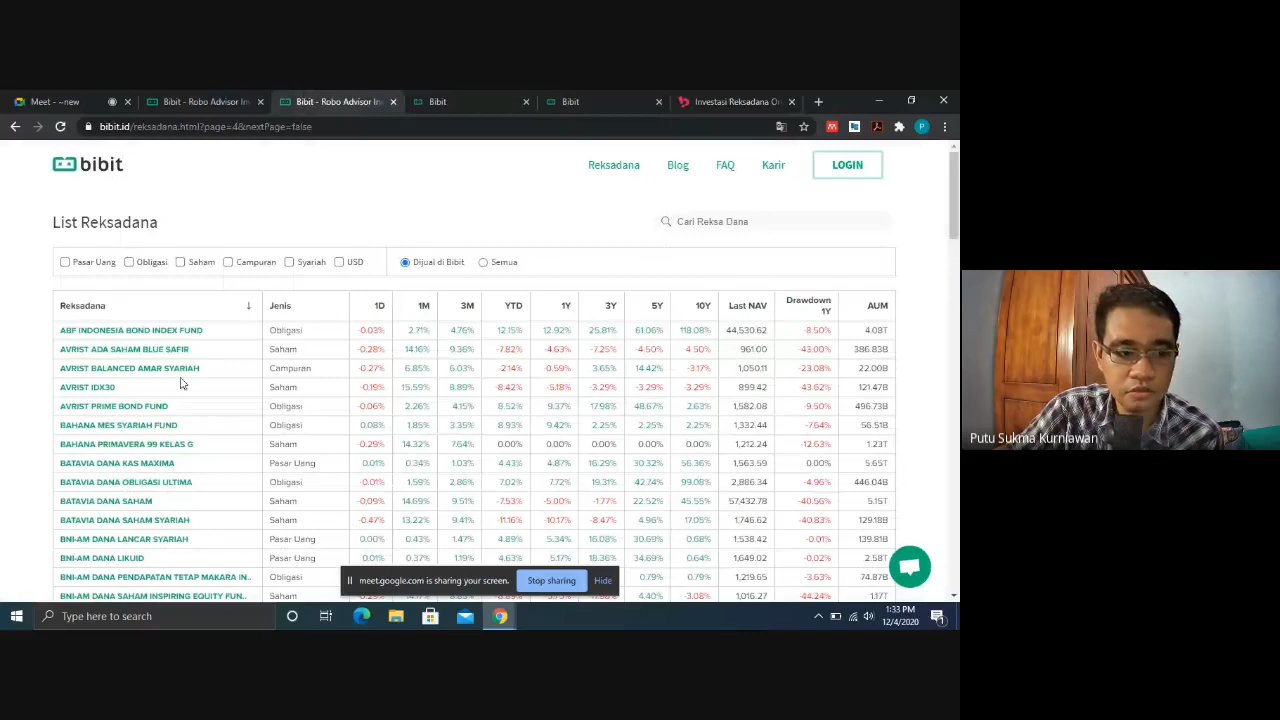 Meet - ~new
Bibit - Robo Advisor In
Bibit - Robo Advisor In
Bibit
Bibit
Investasi Reksadana On
bibit.id/reksadana.html?page=4&nextPage=false
P
bibit
Reksadana Blog FAQ Karir LOGIN
List Reksadana
Cari Reksa Dana
Pasar Uang Obligasi Saham Campuran Syariah USD Dijual di Bibit Semua
Reksadana ↓ Jenis 1D 1M 3M YTD 1Y 3Y 5Y 10Y Last NAV Drawdown 1Y AUM
ABF INDONESIA BOND INDEX FUND Obligasi -0.03% 2.71% 4.76% 12.15% 12.92% 25.81% 61.06% 118.08% 44,530.62 -8.50% 4.08T
AVRIST ADA SAHAM BLUE SAFIR Saham -0.28% 14.16% 9.36% -7.82% -4.63% -7.25% -4.50% 4.50% 961.00 -43.00% 386.83B
AVRIST BALANCED AMAR SYARIAH Campuran -0.27% 6.85% 6.03% -2.14% -0.59% 3.65% 14.42% -3.17% 1,050.11 -23.08% 22.00B
AVRIST IDX30 Saham -0.19% 15.59% 8.89% -8.42% -5.18% -3.29% -3.29% -3.29% 899.42 -43.62% 121.47B
AVRIST PRIME BOND FUND Obligasi -0.06% 2.26% 4.15% 8.52% 9.37% 17.98% 48.67% 2.63% 1,582.08 -9.50% 496.73B
BAHANA MES SYARIAH FUND Obligasi 0.08% 1.85% 3.35% 8.93% 9.42% 2.25% 2.25% 2.25% 1,332.44 -7.64% 56.51B
BAHANA PRIMAVERA 99 KELAS G Saham -0.29% 14.32% 7.64% 0.00% 0.00% 0.00% 0.00% 0.00% 1,212.24 -12.63% 1.23T
BATAVIA DANA KAS MAXIMA Pasar Uang 0.01% 0.34% 1.03% 4.43% 4.87% 16.29% 30.32% 56.36% 1,563.59 0.00% 5.65T
BATAVIA DANA OBLIGASI ULTIMA Obligasi -0.01% 1.59% 2.86% 7.02% 7.72% 19.31% 42.74% 99.08% 2,886.34 -4.96% 446.04B
BATAVIA DANA SAHAM Saham -0.09% 14.69% 9.51% -7.53% -5.00% -1.77% 22.52% 45.55% 57,432.78 -40.56% 5.15T
BATAVIA DANA SAHAM SYARIAH Saham -0.47% 13.22% 9.41% -11.16% -10.17% -8.47% 4.96% 17.05% 1,746.62 -40.83% 129.18B
BNI-AM DANA LANCAR SYARIAH Pasar Uang 0.00% 0.43% 1.47% 4.89% 5.34% 16.08% 30.69% 0.68% 1,538.42 -0.01% 139.81B
BNI-AM DANA LIKUID Pasar Uang 0.01% 0.37% 1.19% 4.63% 5.17% 18.36% 34.69% 0.64% 1,649.02 -0.02% 2.58T
BNI-AM DANA PENDAPATAN TETAP MAKARA IN... Obligasi 0.79% 0.79% 1,219.65 -3.63% 74.87B
BNI-AM DANA SAHAM INSPIRING EQUITY FUN... Saham 4.40% -3.08% 1,016.27 -44.24% 1.17T
meet.google.com is sharing your screen. Stop sharing Hide
Type here to search
1:33 PM
12/4/2020
Putu Sukma Kurniawan